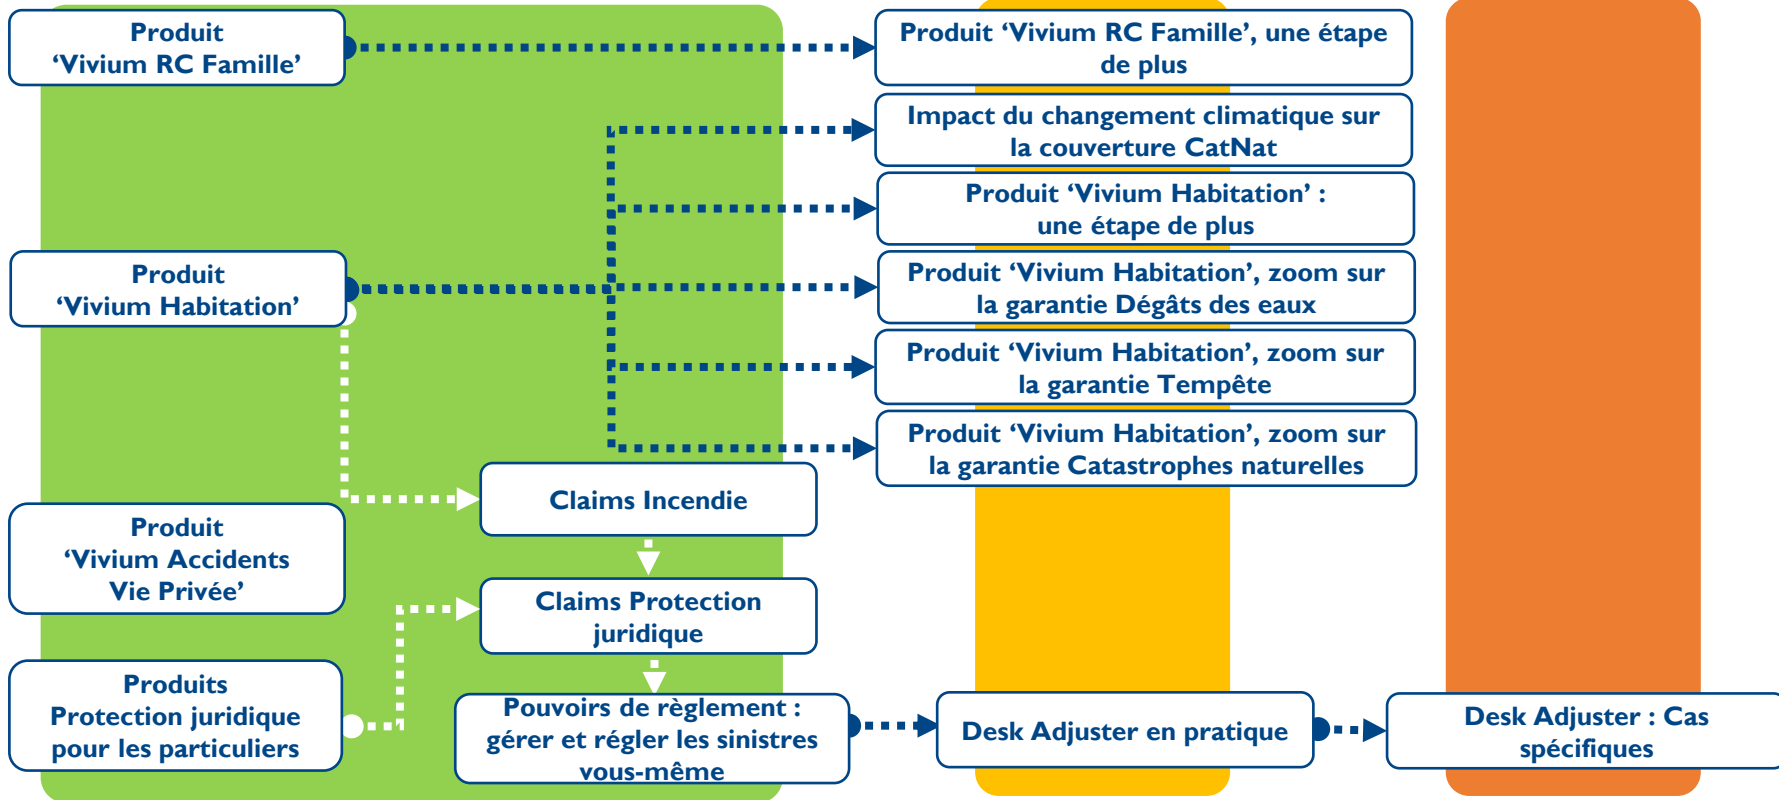 Produit
‘Vivium RC Famille’
Produit ‘Vivium RC Famille’, une étape
de plus
Impact du changement climatique sur
la couverture CatNat
Produit ‘Vivium Habitation’ :
une étape de plus
Produit
‘Vivium Habitation’
Produit ‘Vivium Habitation’, zoom sur
la garantie Dégâts des eaux
Produit ‘Vivium Habitation’, zoom sur
la garantie Tempête
Produit ‘Vivium Habitation’, zoom sur
la garantie Catastrophes naturelles
Claims Incendie
Produit
‘Vivium Accidents
Vie Privée’
Claims Protection
juridique
Produits
Protection juridique
pour les particuliers
Pouvoirs de règlement :
gérer et régler les sinistres
vous-même
Desk Adjuster en pratique
Desk Adjuster : Cas
spécifiques